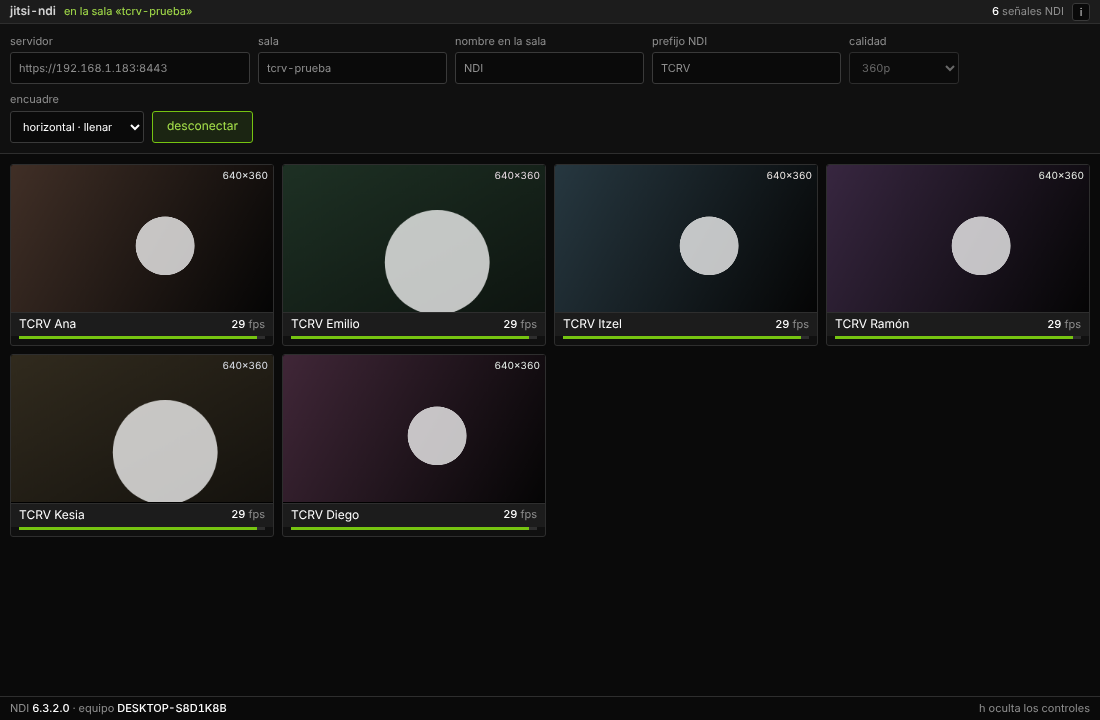 jitsi-ndi en la sala «tcrv-prueba» 6 señales NDI i
servidor sala nombre en la sala prefijo NDI calidad
https://192.168.1.183:8443 tcrv-prueba NDI TCRV 360p
encuadre
horizontal · llenar desconectar
640×360 640×360 640×360 640×360
TCRV Ana 29 fps TCRV Emilio 29 fps TCRV Itzel 29 fps TCRV Ramón 29 fps
640×360 640×360
TCRV Kesia 29 fps TCRV Diego 29 fps
NDI 6.3.2.0 · equipo DESKTOP-S8D1K8B h oculta los controles